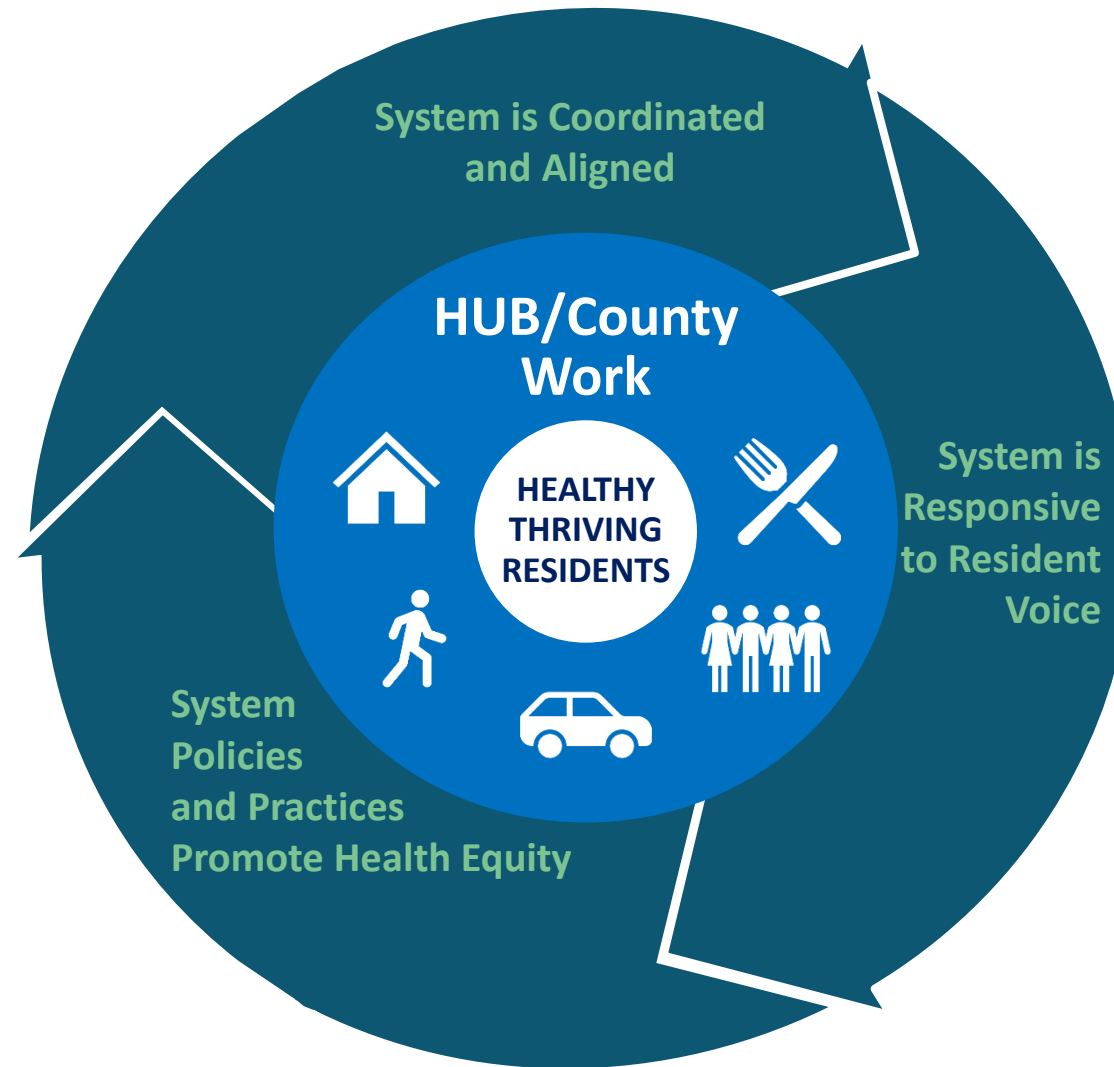 System is Coordinated
and Aligned
HUB/County
Work
HEALTHY
THRIVING
RESIDENTS
System is
Responsive
to Resident
Voice
System
Policies
and Practices
Promote Health Equity